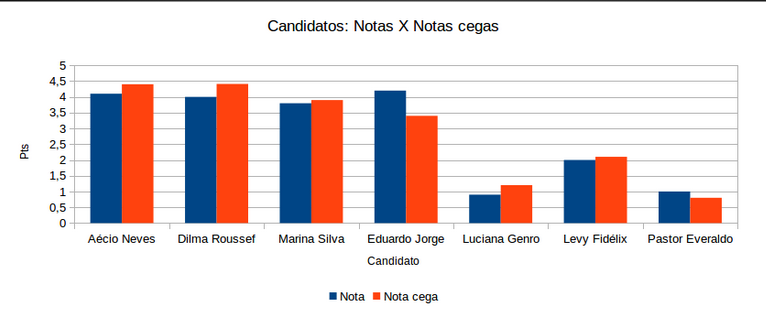 Candidatos: Notas X Notas cegas
Pts
5
4,5
4
3,5
3
2,5
2
1,5
1
0,5
0
Aécio Neves Dilma Roussef Marina Silva Eduardo Jorge Luciana Genro Levy Fidélix Pastor Everaldo
Candidato
Nota Nota cega